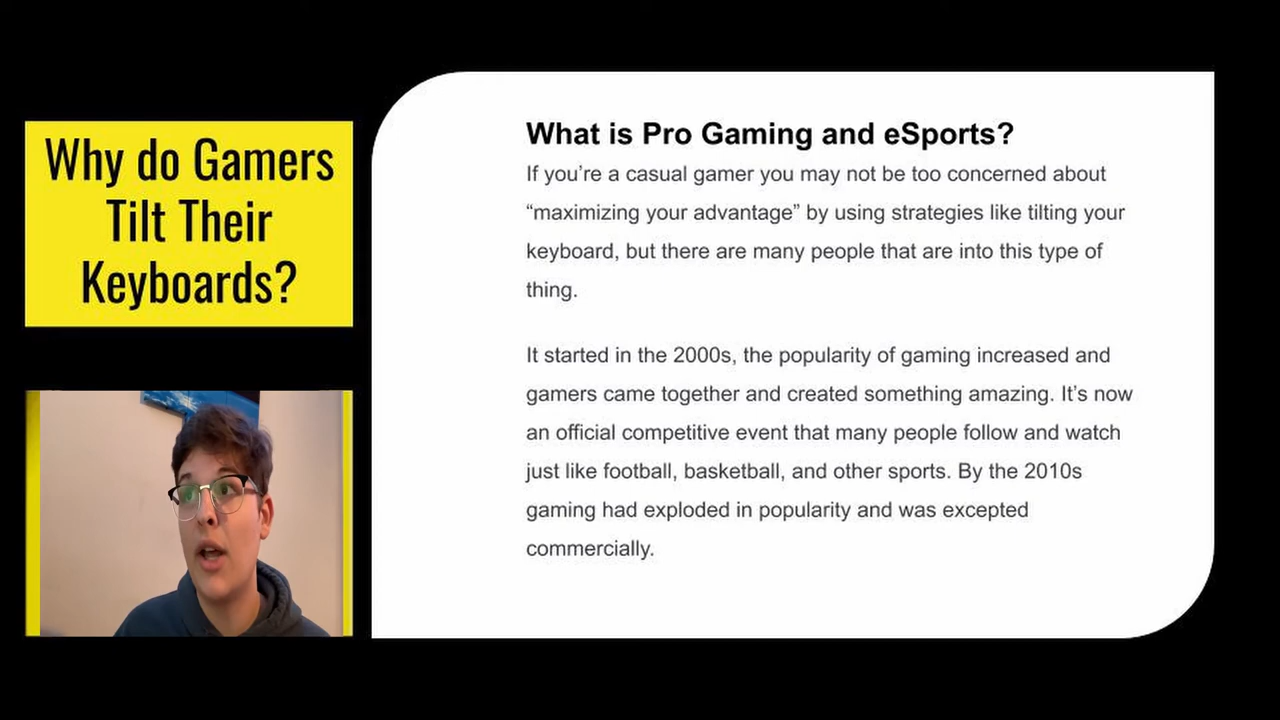 Why do Gamers
Tilt Their
Keyboards?
What is Pro Gaming and eSports?
If you’re a casual gamer you may not be too concerned about
“maximizing your advantage” by using strategies like tilting your
keyboard, but there are many people that are into this type of
thing.
It started in the 2000s, the popularity of gaming increased and
gamers came together and created something amazing. It’s now
an official competitive event that many people follow and watch
just like football, basketball, and other sports. By the 2010s
gaming had exploded in popularity and was excepted
commercially.